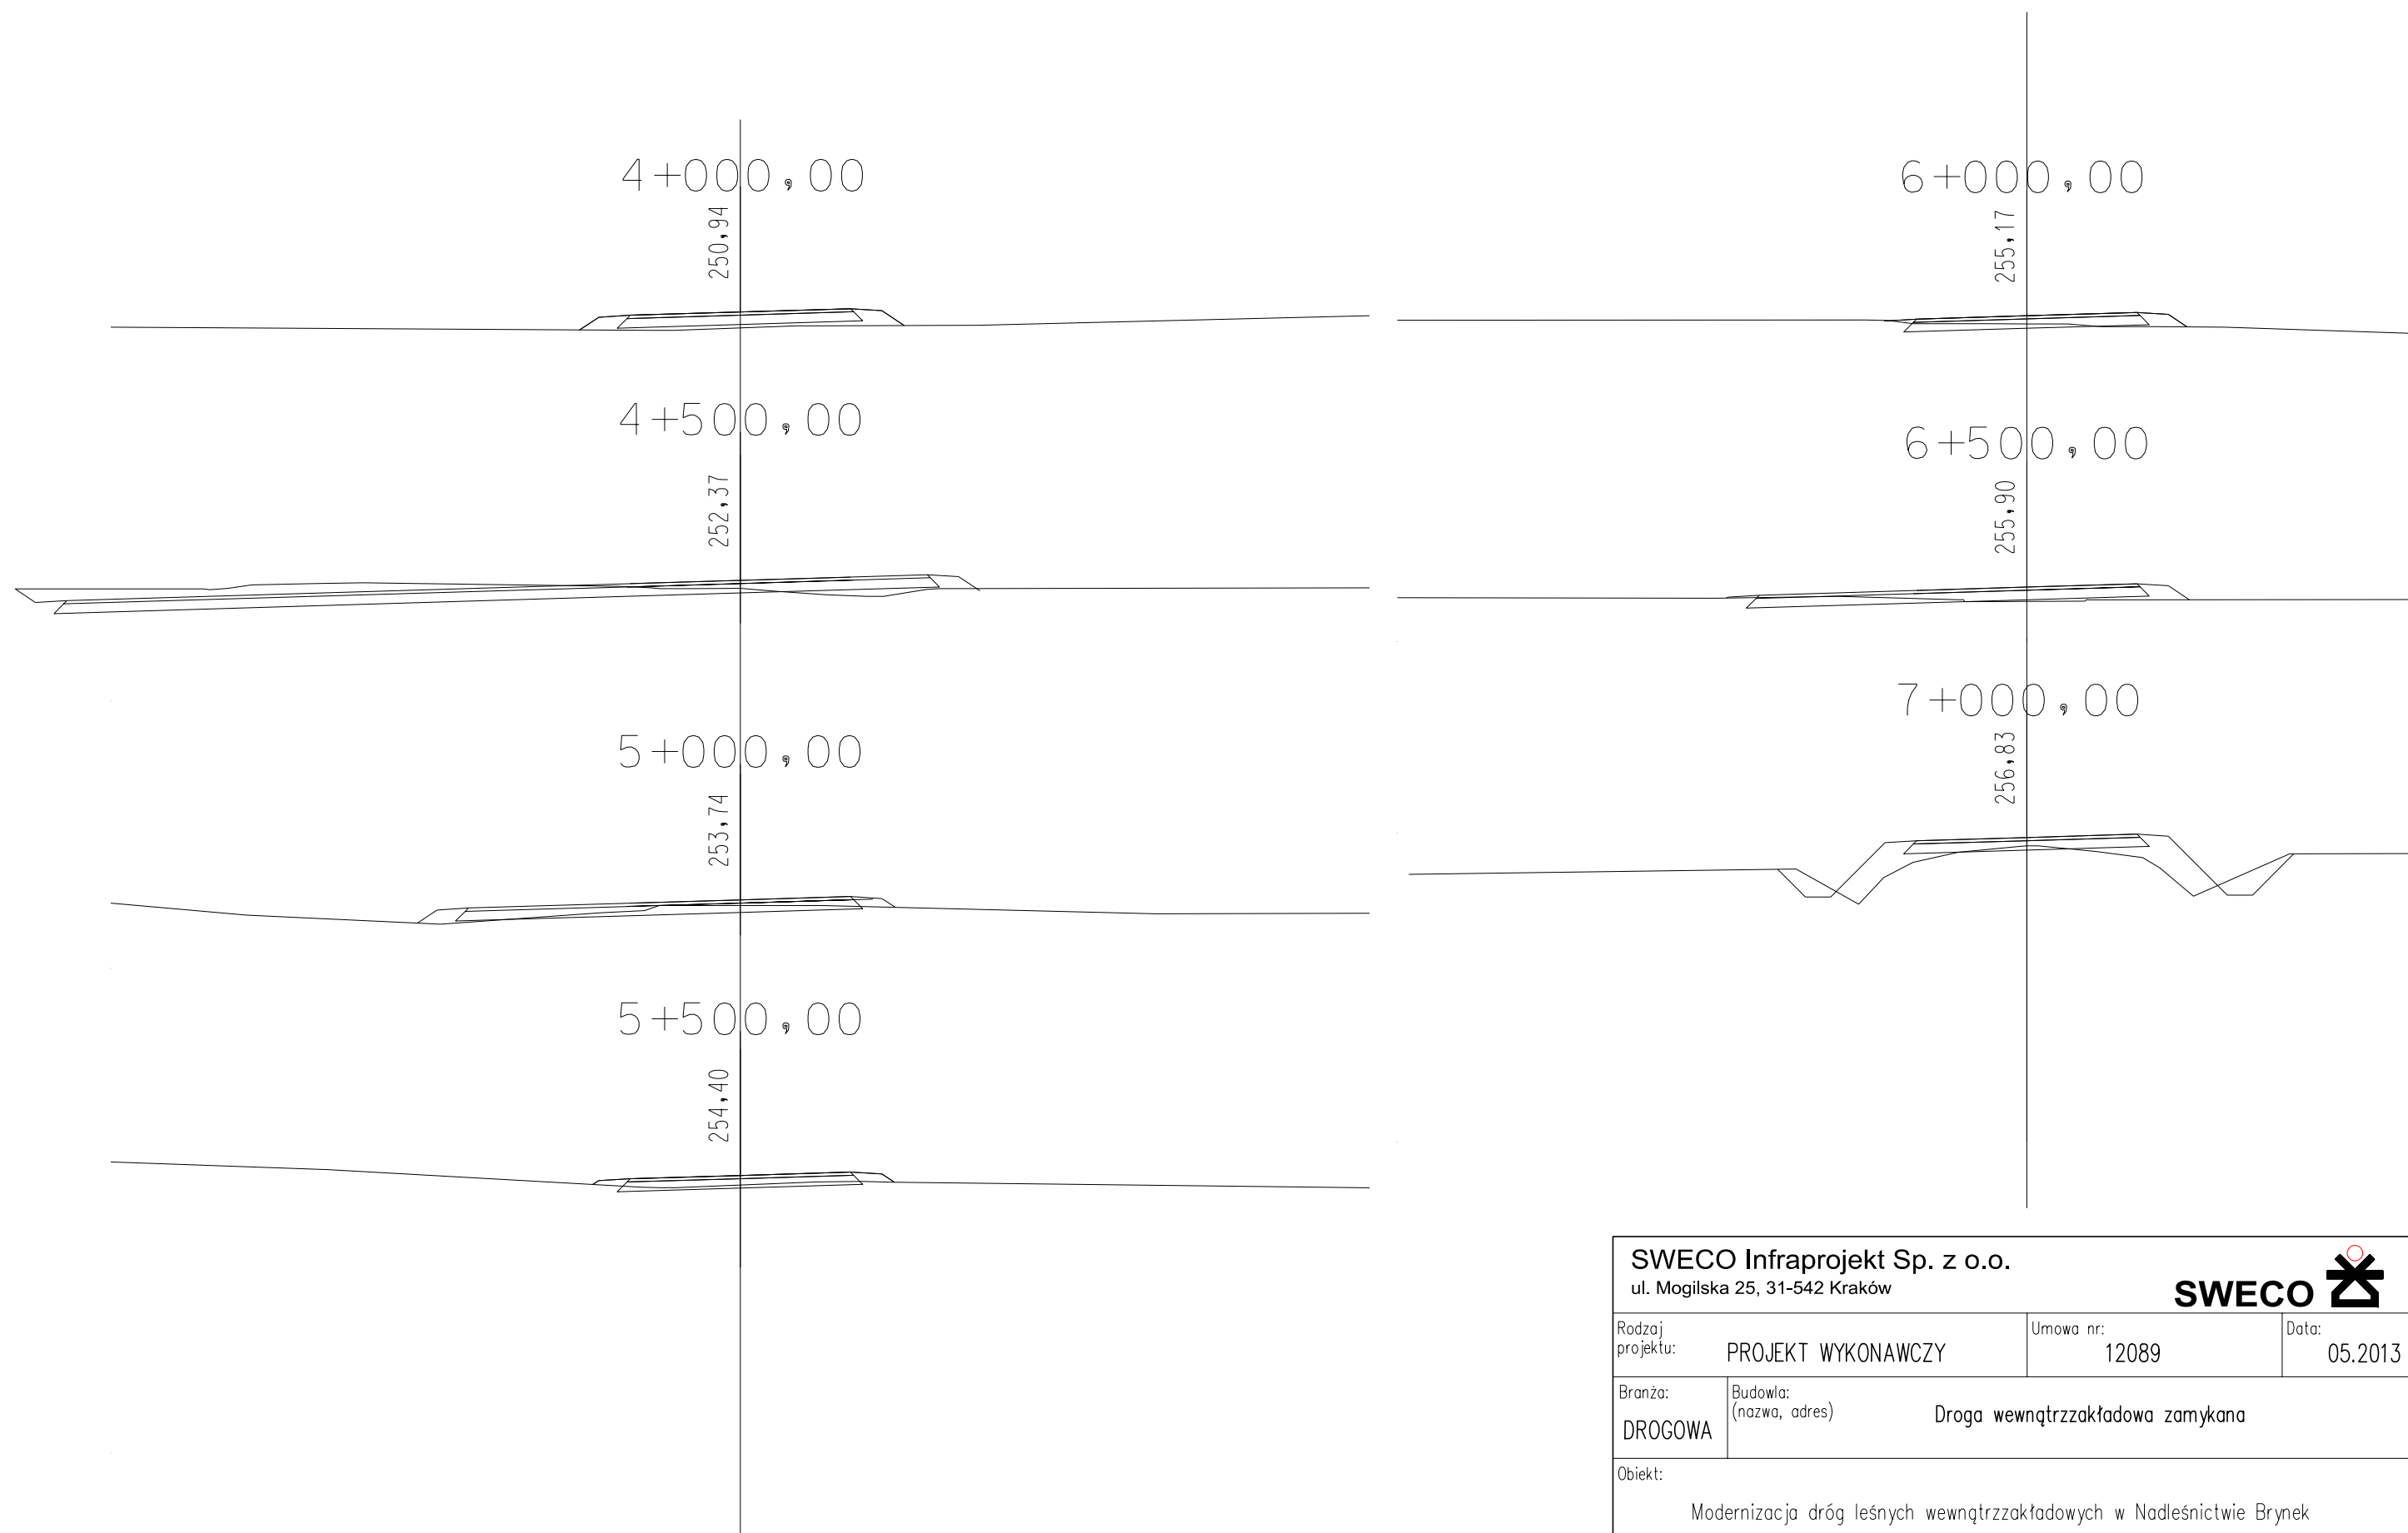 4+000,00
250,94
4+500,00
252,37
5+000,00
253,74
5+500,00
254,40
6+000,00
255,17
6+500,00
255,90
7+000,00
256,83
SWECO Infraprojekt Sp. z o.o.
ul. Mogilska 25, 31-542 Kraków
SWECO
Rodzaj
projektu:
PROJEKT WYKONAWCZY
Umowa nr:
12089
Data:
05.2013
Branża:
DROGOWA
Budowla:
(nazwa, adres)
Droga wewnątrzzakładowa zamykana
Obiekt:
Modernizacja dróg leśnych wewnątrzzakładowych w Nadleśnictwie Brynek